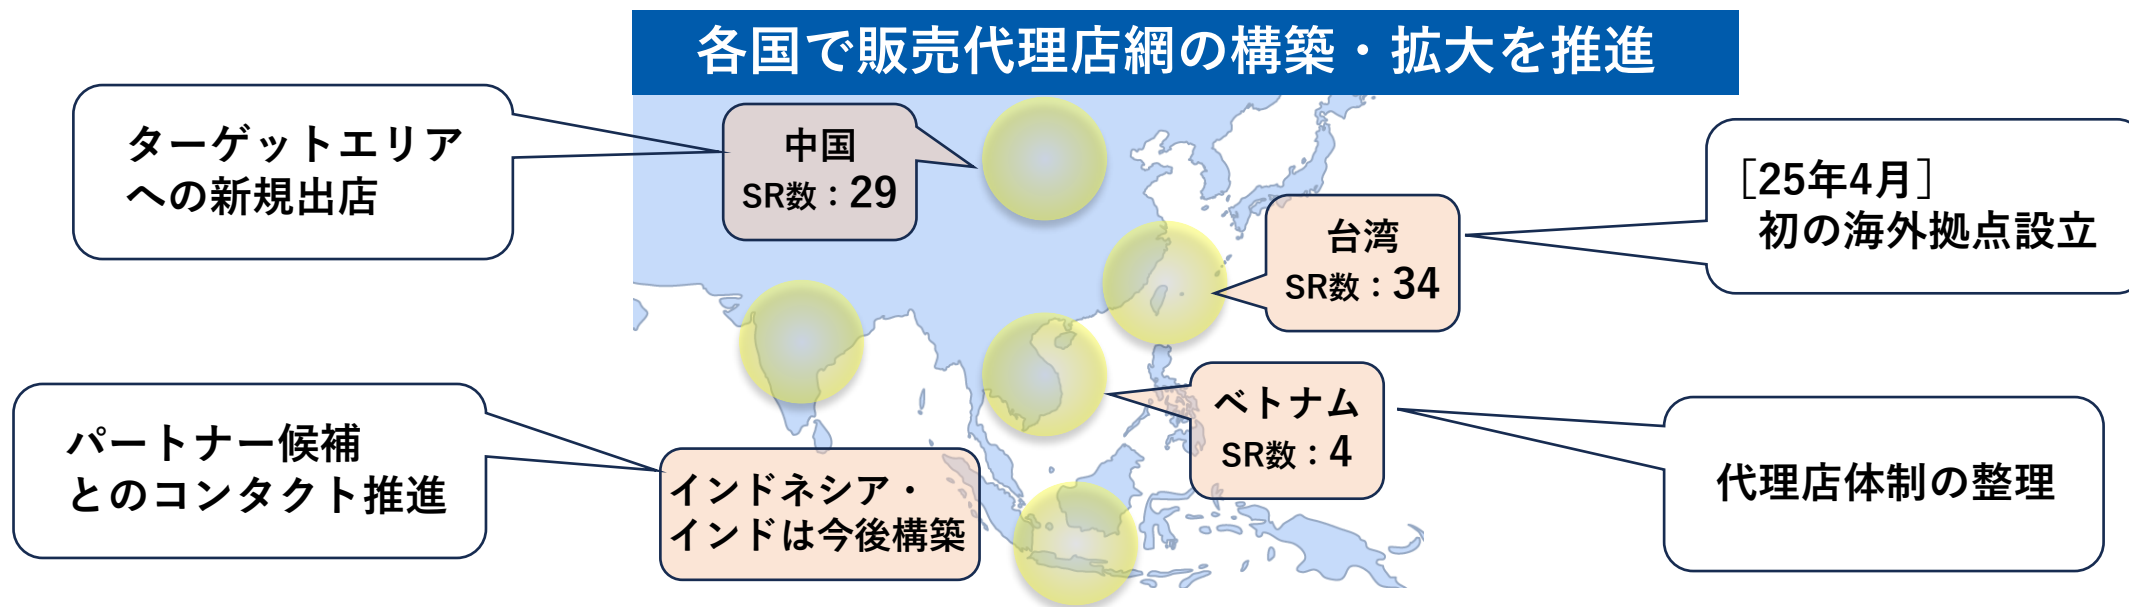 各国で販売代理店網の構築・拡大を推進
ターゲットエリア
への新規出店
中国
SR数：29
台湾
SR数：34
［25年4月］
初の海外拠点設立
パートナー候補
とのコンタクト推進
インドネシア・
インドは今後構築
ベトナム
SR数：4
代理店体制の整理